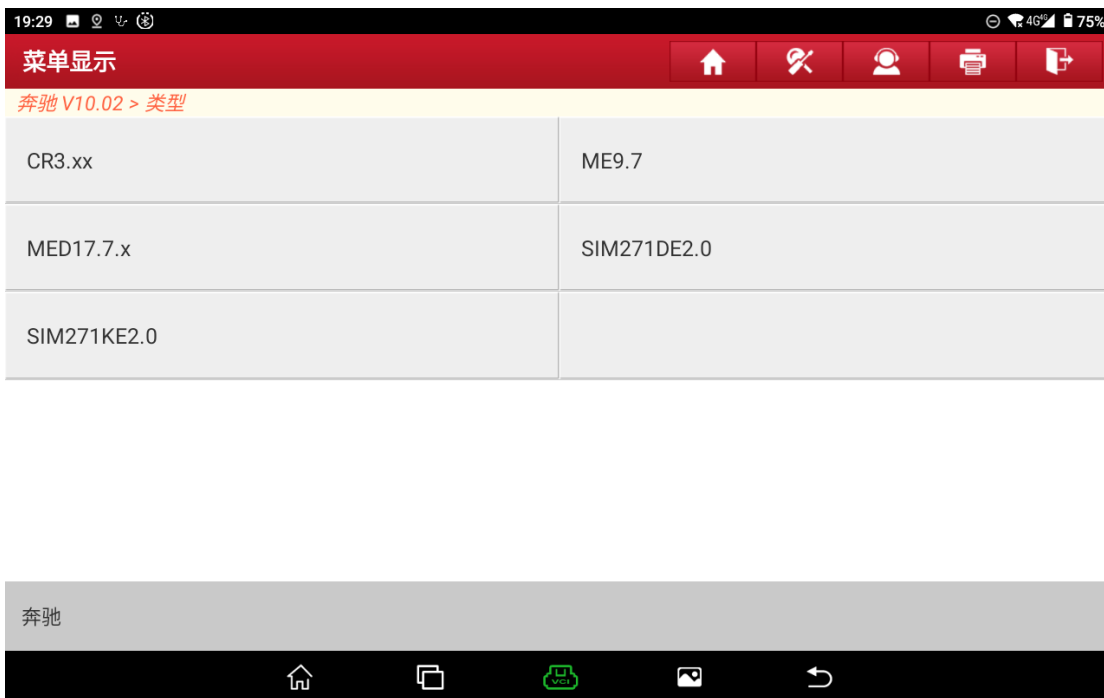 19:29 4G 4G 75%
菜单显示
奔驰 V10.02 > 类型
CR3.xx ME9.7
MED17.7.x SIM271DE2.0
SIM271KE2.0
奔驰
VCI